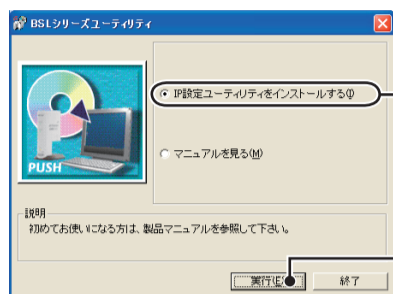 BSLシリーズユーティリティ
IP設定ユーティリティをインストールする(I)
マニュアルを見る(M)
PUSH
説明
初めてお使いになる方は、製品マニュアルを参照して下さい。
実行(E)
終了